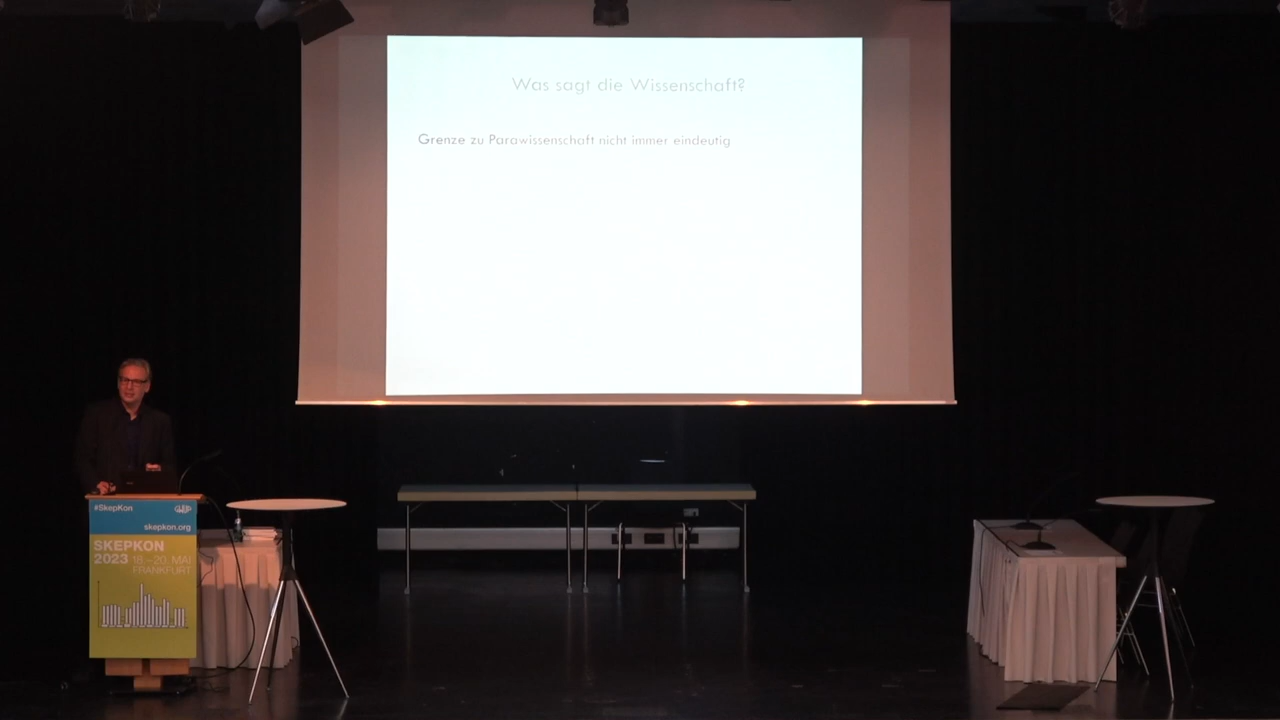 Was sagt die Wissenschaft?
Grenze zu Parawissenschaft nicht immer eindeutig
#SkepKon
skepkon.org
SKEPKON
2023 18.–20. MAI
FRANKFURT